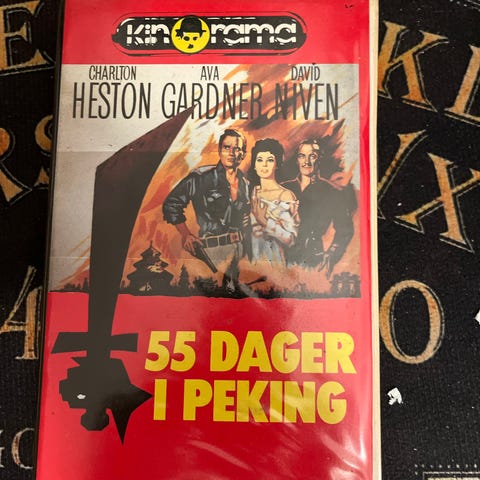 kinorama
CHARLTON AVA DAVID
HESTON GARDNER NIVEN
55 DAGER
I PEKING